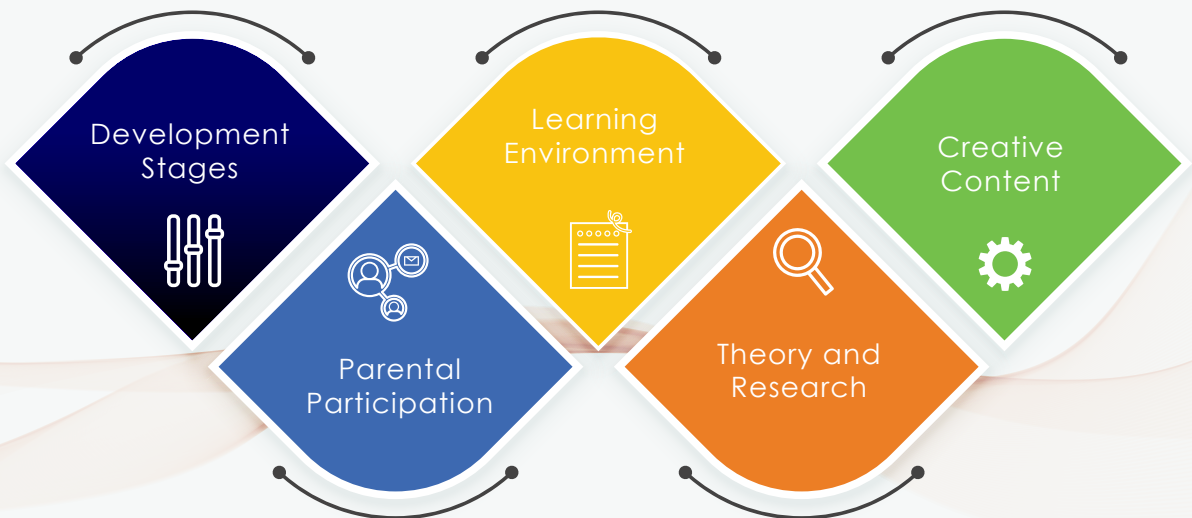 Development
Stages
Parental
Participation
Learning
Environment
Theory and
Research
Creative
Content